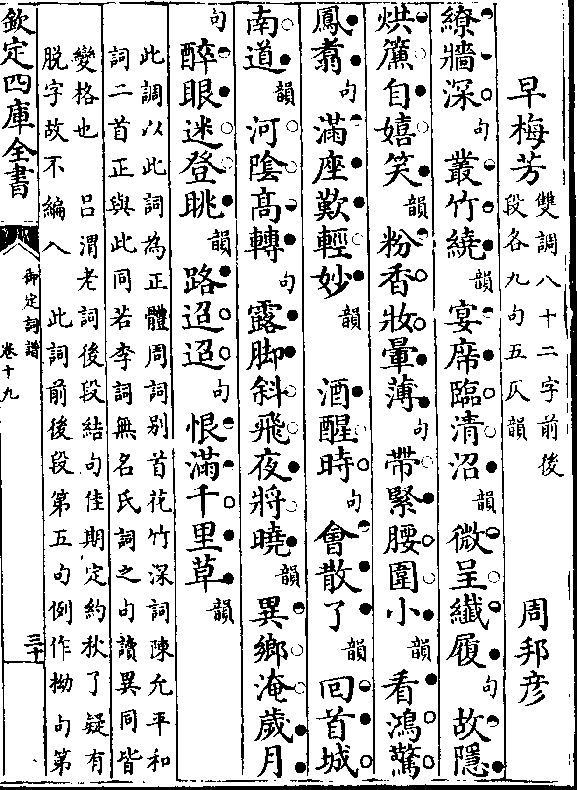 早梅芳 雙調八十二字前後
段各九句五仄韻 周邦彦
繚牆深句叢竹繞韻宴席臨清沼韻微呈纖履句故隱
烘簾自嬉笑韻粉香妝暈薄句帶緊腰圍小韻看鴻驚
鳳翥句滿座歎輕妙韻 酒醒時句會散了韻回首城
南道韻河陰髙轉句露脚斜飛夜將曉韻異鄉淹歲月
句醉眼迷登眺韻路迢迢句恨滿千里草韻
此調以此詞為正體周詞别首花竹深詞陳允平和
詞二首正與此同若李詞無名氏詞之句讀異同皆
變格也 吕渭老詞後段結句佳期定約秋了疑有
脱字故不編入 此詞前後段第五句例作拗句第
欽定四庫全書
御定詞譜
卷十九
三十